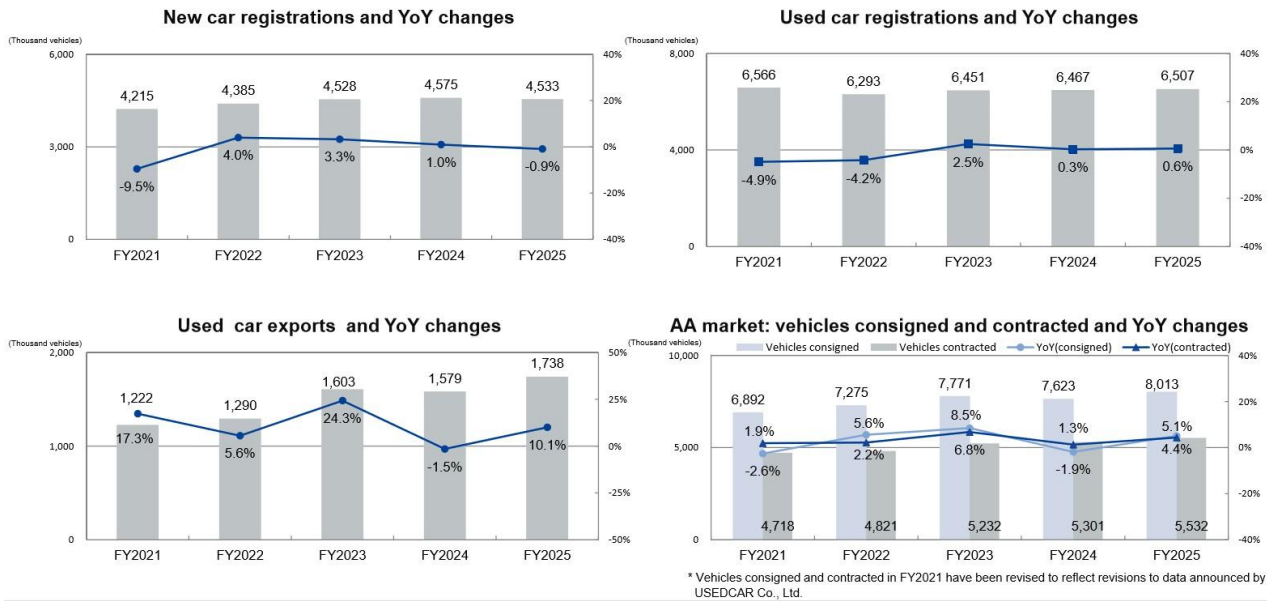 New car registrations and YoY changes
(Thousand vehicles)
6,000
3,000
0
40%
20%
0%
-20%
-40%
4,215
4,385
4,528
4,575
4,533
-9.5%
4.0%
3.3%
1.0%
-0.9%
FY2021
FY2022
FY2023
FY2024
FY2025
Used car registrations and YoY changes
(Thousand vehicles)
8,000
4,000
0
40%
20%
0%
-20%
-40%
6,566
6,293
6,451
6,467
6,507
-4.9%
-4.2%
2.5%
0.3%
0.6%
FY2021
FY2022
FY2023
FY2024
FY2025
Used car exports and YoY changes
(Thousand vehicles)
2,000
1,000
0
50%
25%
0%
-25%
-50%
1,222
1,290
1,603
1,579
1,738
17.3%
5.6%
24.3%
-1.5%
10.1%
FY2021
FY2022
FY2023
FY2024
FY2025
AA market: vehicles consigned and contracted and YoY changes
(Thousand vehicles)
Vehicles consigned
Vehicles contracted
YoY(consigned)
YoY(contracted)
10,000
5,000
0
40%
20%
0%
-20%
-40%
6,892
7,275
7,771
7,623
8,013
1.9%
5.6%
8.5%
1.3%
5.1%
-2.6%
2.2%
6.8%
-1.9%
4.4%
4,718
4,821
5,232
5,301
5,532
FY2021
FY2022
FY2023
FY2024
FY2025
* Vehicles consigned and contracted in FY2021 have been revised to reflect revisions to data announced by
USEDCAR Co., Ltd.